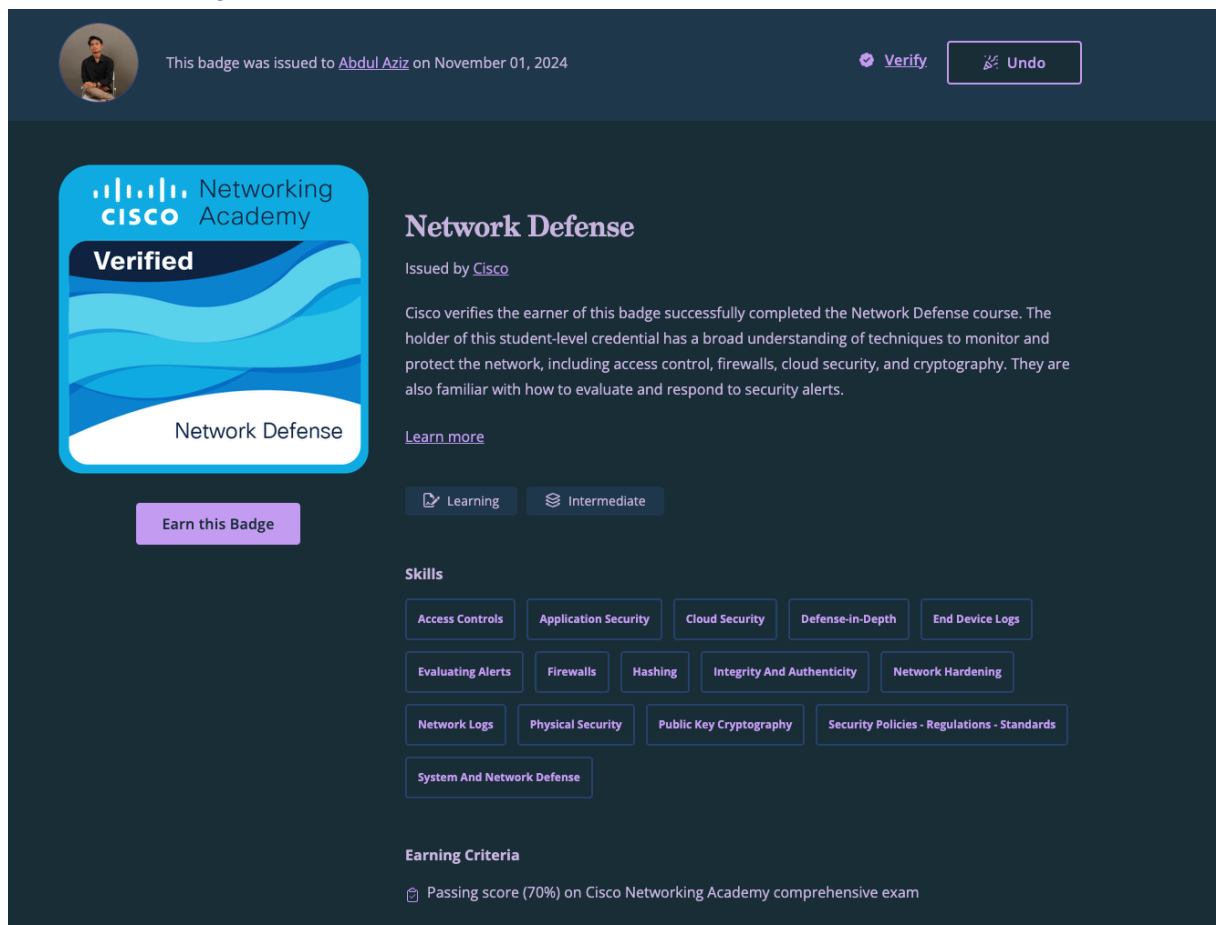 This badge was issued to Abdul Aziz on November 01, 2024
Verify
Undo
CISCO
Networking
Academy
Verified
Network Defense
Earn this Badge
Network Defense
Issued by Cisco
Cisco verifies the earner of this badge successfully completed the Network Defense course. The
holder of this student-level credential has a broad understanding of techniques to monitor and
protect the network, including access control, firewalls, cloud security, and cryptography. They are
also familiar with how to evaluate and respond to security alerts.
Learn more
Learning
Intermediate
Skills
Access Controls
Application Security
Cloud Security
Defense-in-Depth
End Device Logs
Evaluating Alerts
Firewalls
Hashing
Integrity And Authenticity
Network Hardening
Network Logs
Physical Security
Public Key Cryptography
Security Policies - Regulations - Standards
System And Network Defense
Earning Criteria
Passing score (70%) on Cisco Networking Academy comprehensive exam